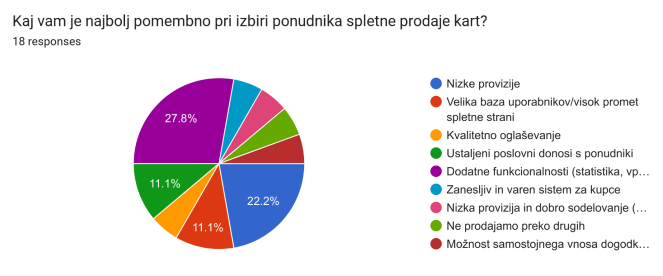 Kaj vam je najbolj pomembno pri izbiri ponudnika spletne prodaje kart?
18 responses
27.8%
11.1%
11.1%
22.2%
Nizke provizije
Velika baza uporabnikov/visok promet
spletne strani
Kvalitetno oglaševanje
Ustaljeni poslovni donosi s ponudniki
Dodatne funkcionalnosti (statistika, vp…
Zanesljiv in varen sistem za kupce
Nizka provizija in dobro sodelovanje (…
Ne prodajamo preko drugih
Možnost samostojnega vnosa dogodk…